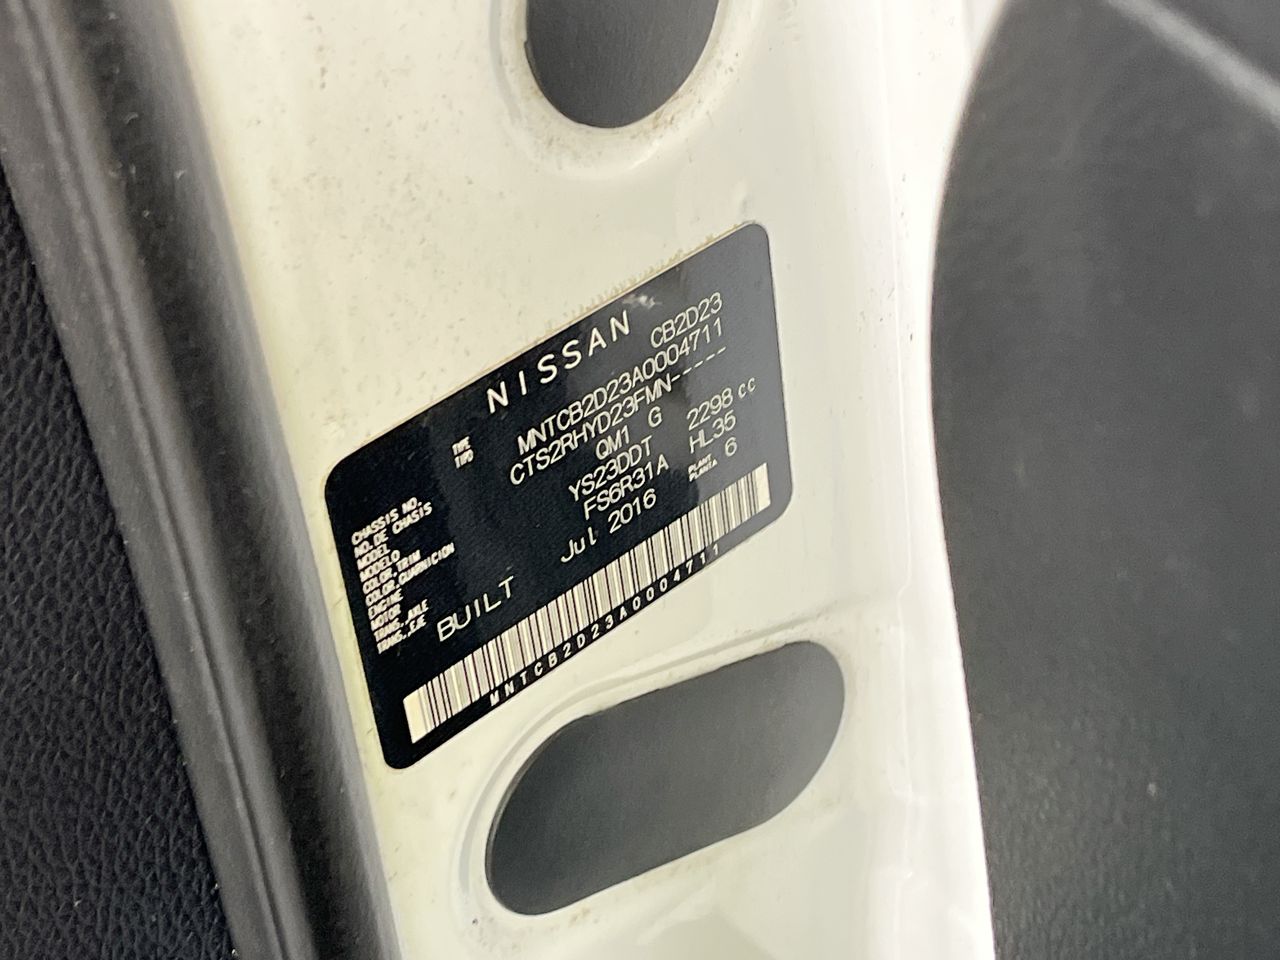 NISSAN
TYPE
TIPO
CB2D23
CHASSIS NO.
NO. DE CHASIS
MNTCB2D23A0004711
MODEL
MODELO
CTS2RHYD23FMN-----
COLOR, TRIM
COLOR, GUARNICION
QM1 G
ENGINE
MOTOR
YS23DDT 2298 cc
TRANS., AXLE
TRANS., EJE
FS6R31A HL35
PLANT
PLANTA
6
BUILT Jul 2016
MNTCB2D23A0004711